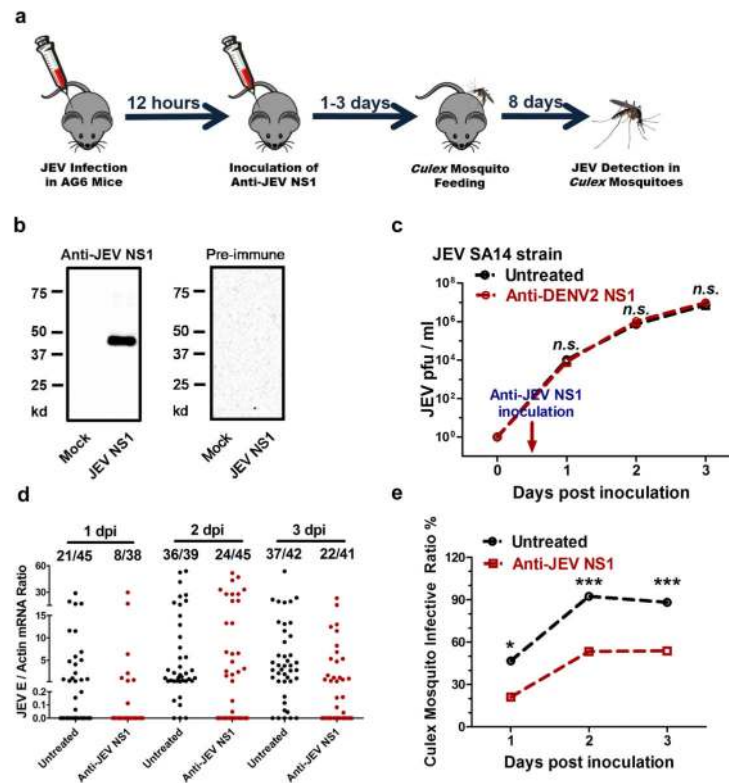 a
12 hours
1-3 days
8 days
JEV Infection
in AG6 Mice
Inoculation of
Anti-JEV NS1
Culex Mosquito
Feeding
JEV Detection in
Culex Mosquitoes
b
Anti-JEV NS1
Pre-immune
75
50
37
25
kd
Mock
JEV NS1
75
50
37
25
kd
Mock
JEV NS1
c
JEV SA14 strain
Untreated
Anti-DENV2 NS1
JEV pfu / ml
10^8
10^6
10^4
10^2
10^0
n.s.
n.s.
n.s.
Anti-JEV NS1
inoculation
0 1 2 3
Days post inoculation
d
1 dpi 2 dpi 3 dpi
21/45 8/38 36/39 24/45 37/42 22/41
JEV E / Actin mRNA Ratio
60
30
15
10
5
0.2
0.1
0.0
Untreated
Anti-JEV NS1
Untreated
Anti-JEV NS1
Untreated
Anti-JEV NS1
e
Untreated
Anti-JEV NS1
Culex Mosquito Infective
Ratio %
120
90
60
30
0
*
***
***
1 2 3
Days post inoculation